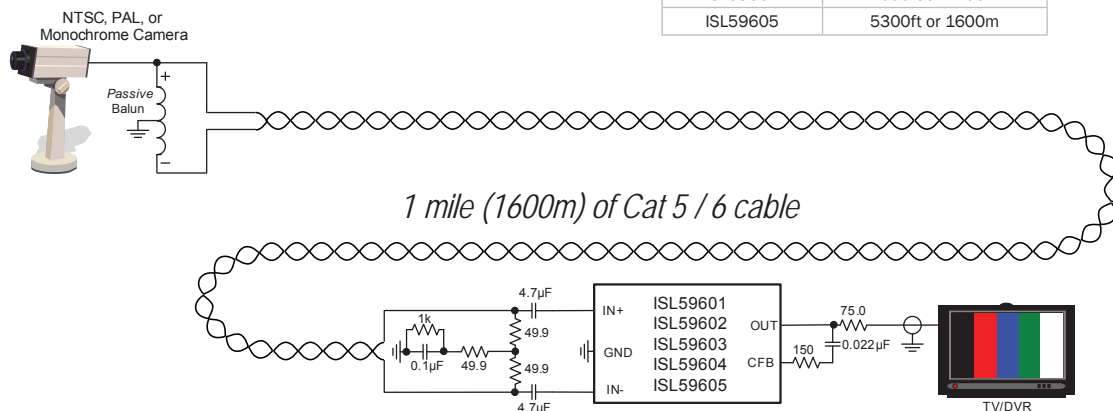 ISL59605 5300ft or 1600m
NTSC, PAL, or
Monochrome Camera
+
Passive
Balun
−
1 mile (1600m) of Cat 5 / 6 cable
4.7µF
1k
49.9
0.1µF
49.9
49.9
4.7µF
IN+
GND
IN-
ISL59601
ISL59602
ISL59603
ISL59604
ISL59605
OUT
CFB
75.0
0.022µF
150
TV/DVR